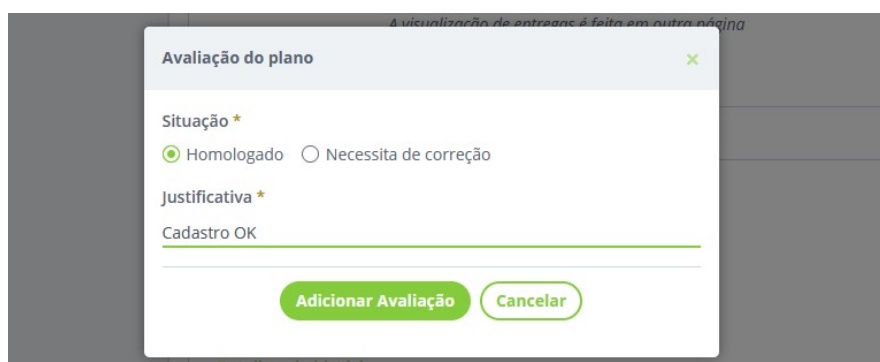 A visualização de entregas é feita em outra página
Avaliação do plano ×
Situação *
Homologado Necessita de correção
Justificativa *
Cadastro OK
Adicionar Avaliação Cancelar